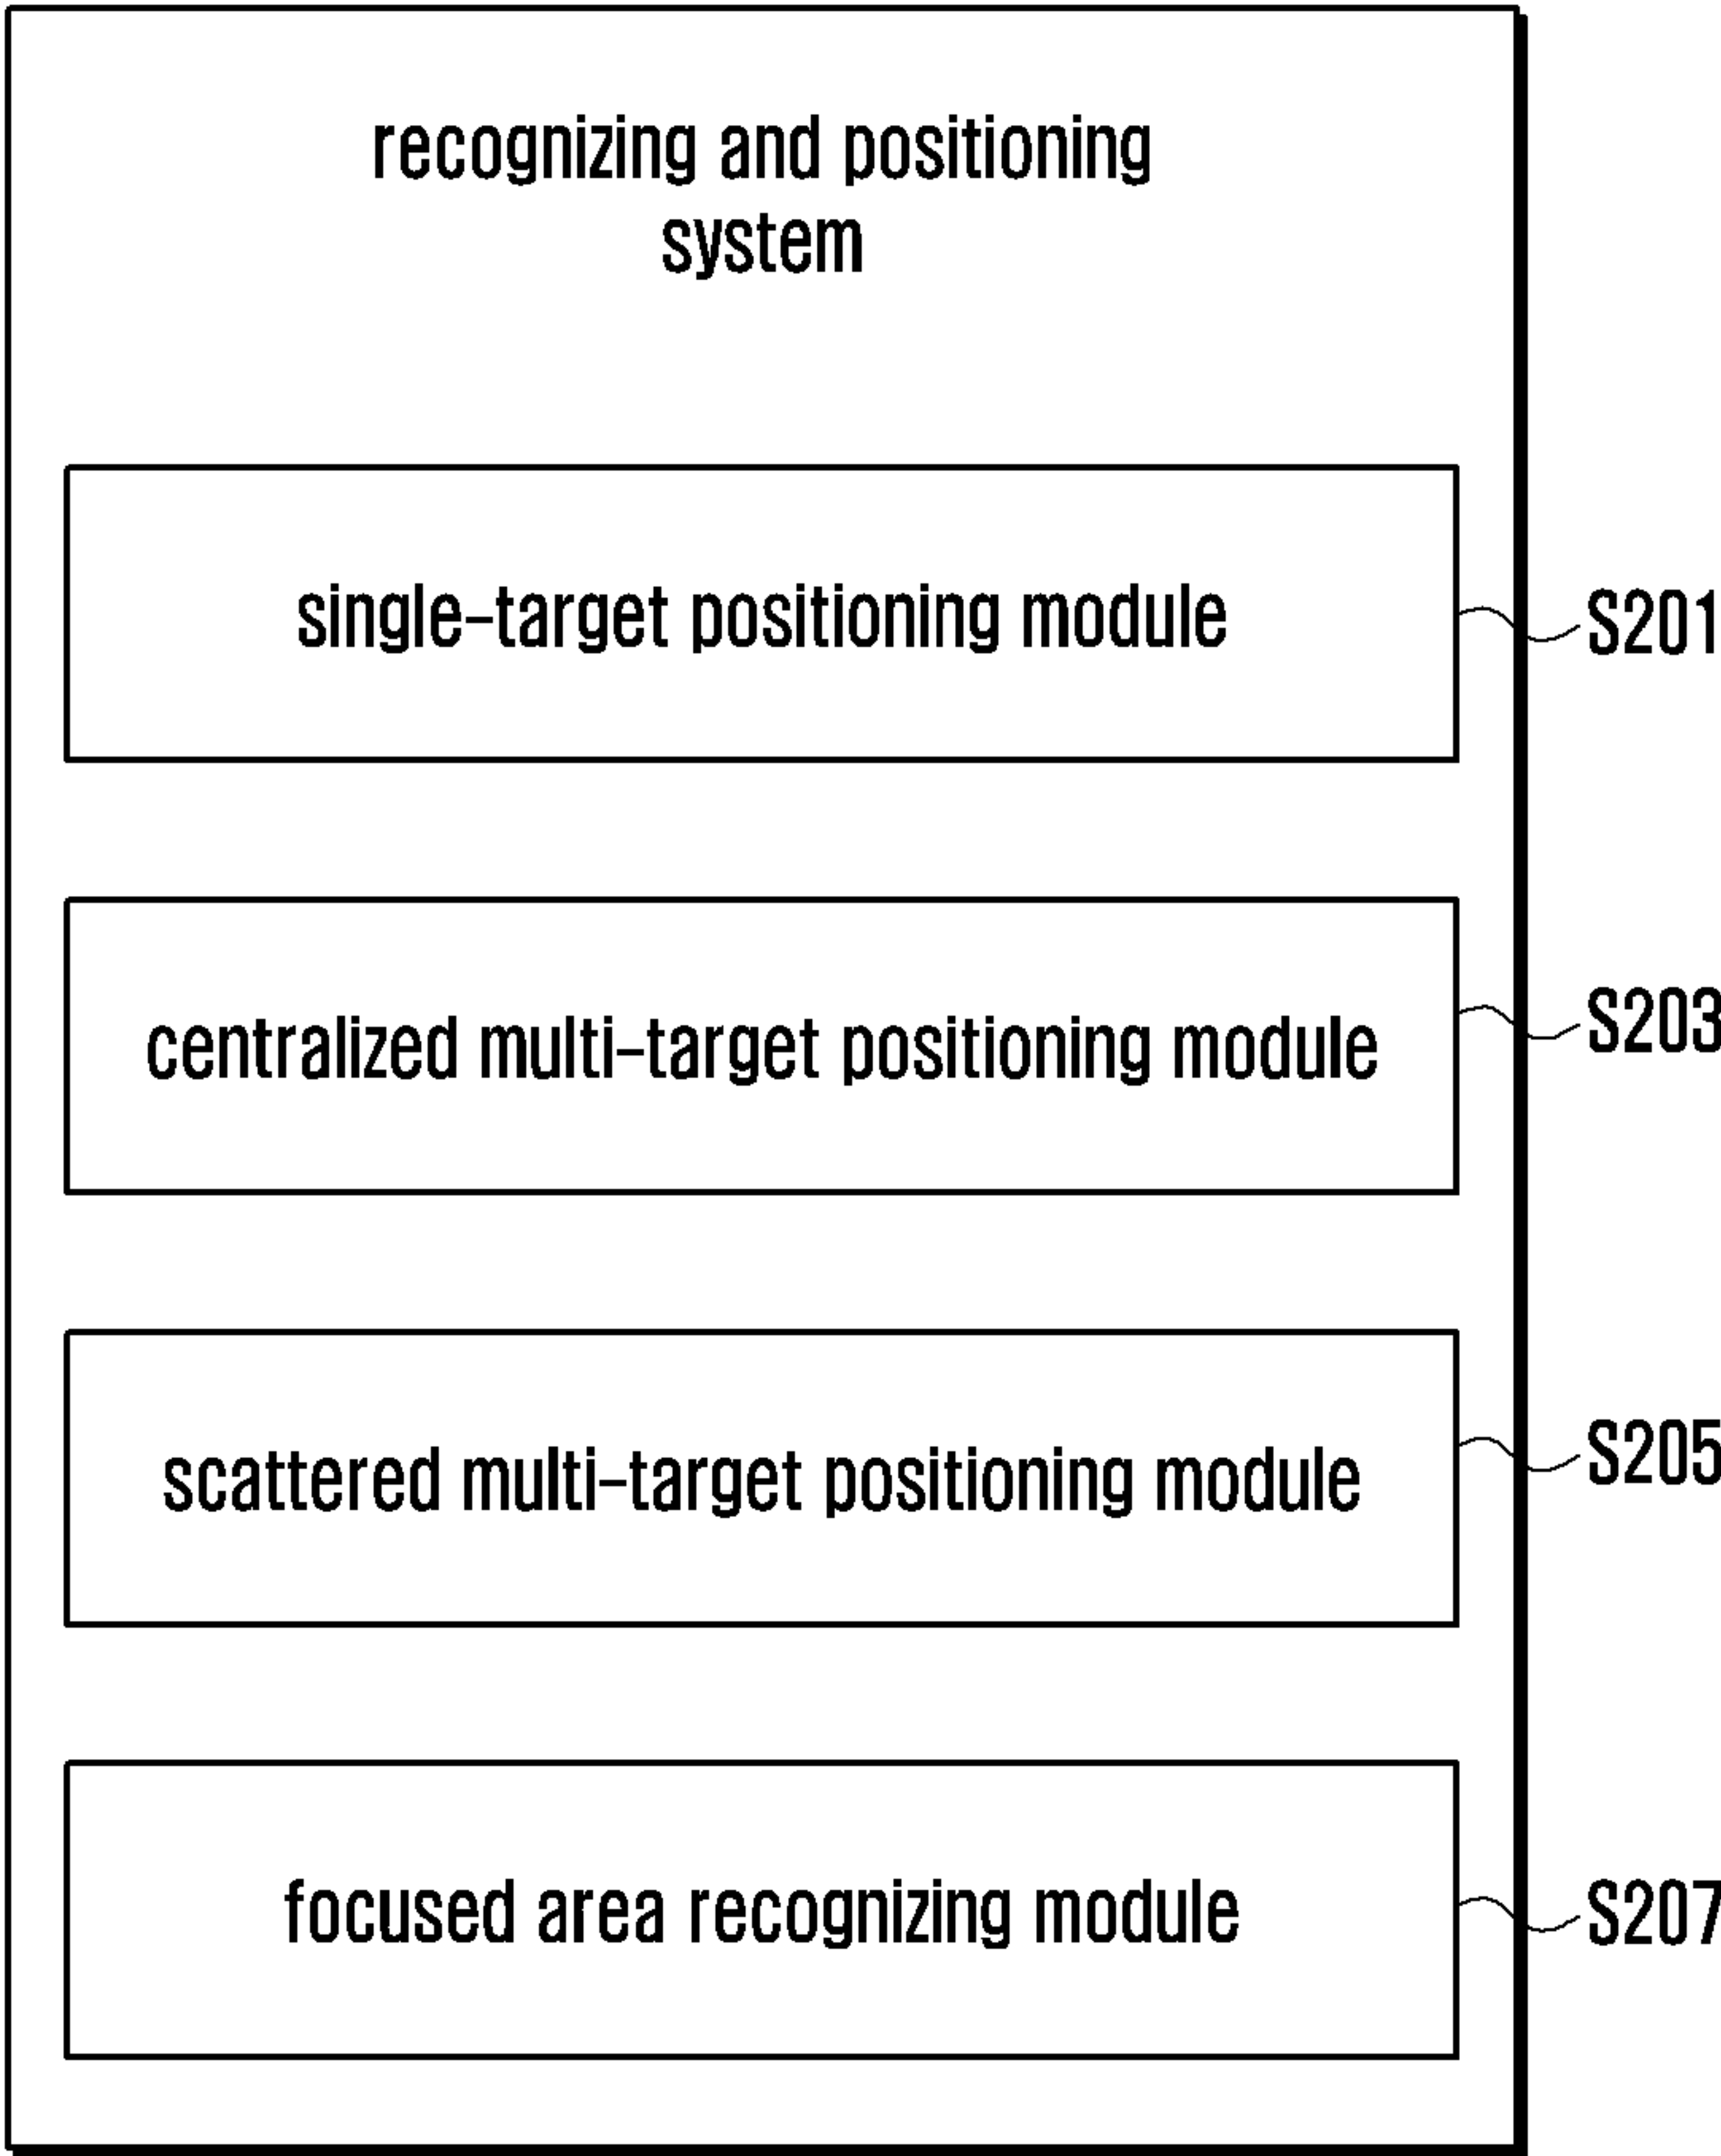 recognizing and positioning
system
single-target positioning module
S201
centralized multi-target positioning module
S203
scattered multi-target positioning module
S205
focused area recognizing module
S207